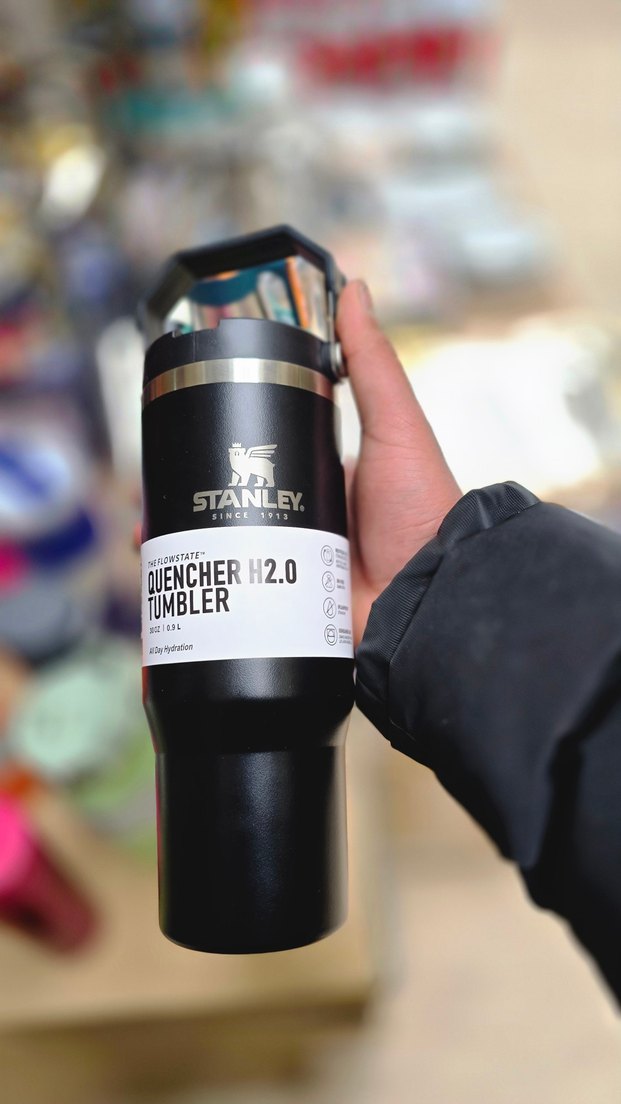 STANLEY®
SINCE 1913
THE FLOWSTATE™
QUENCHER H2.0
TUMBLER
30 OZ | 0.9 L
All Day Hydration